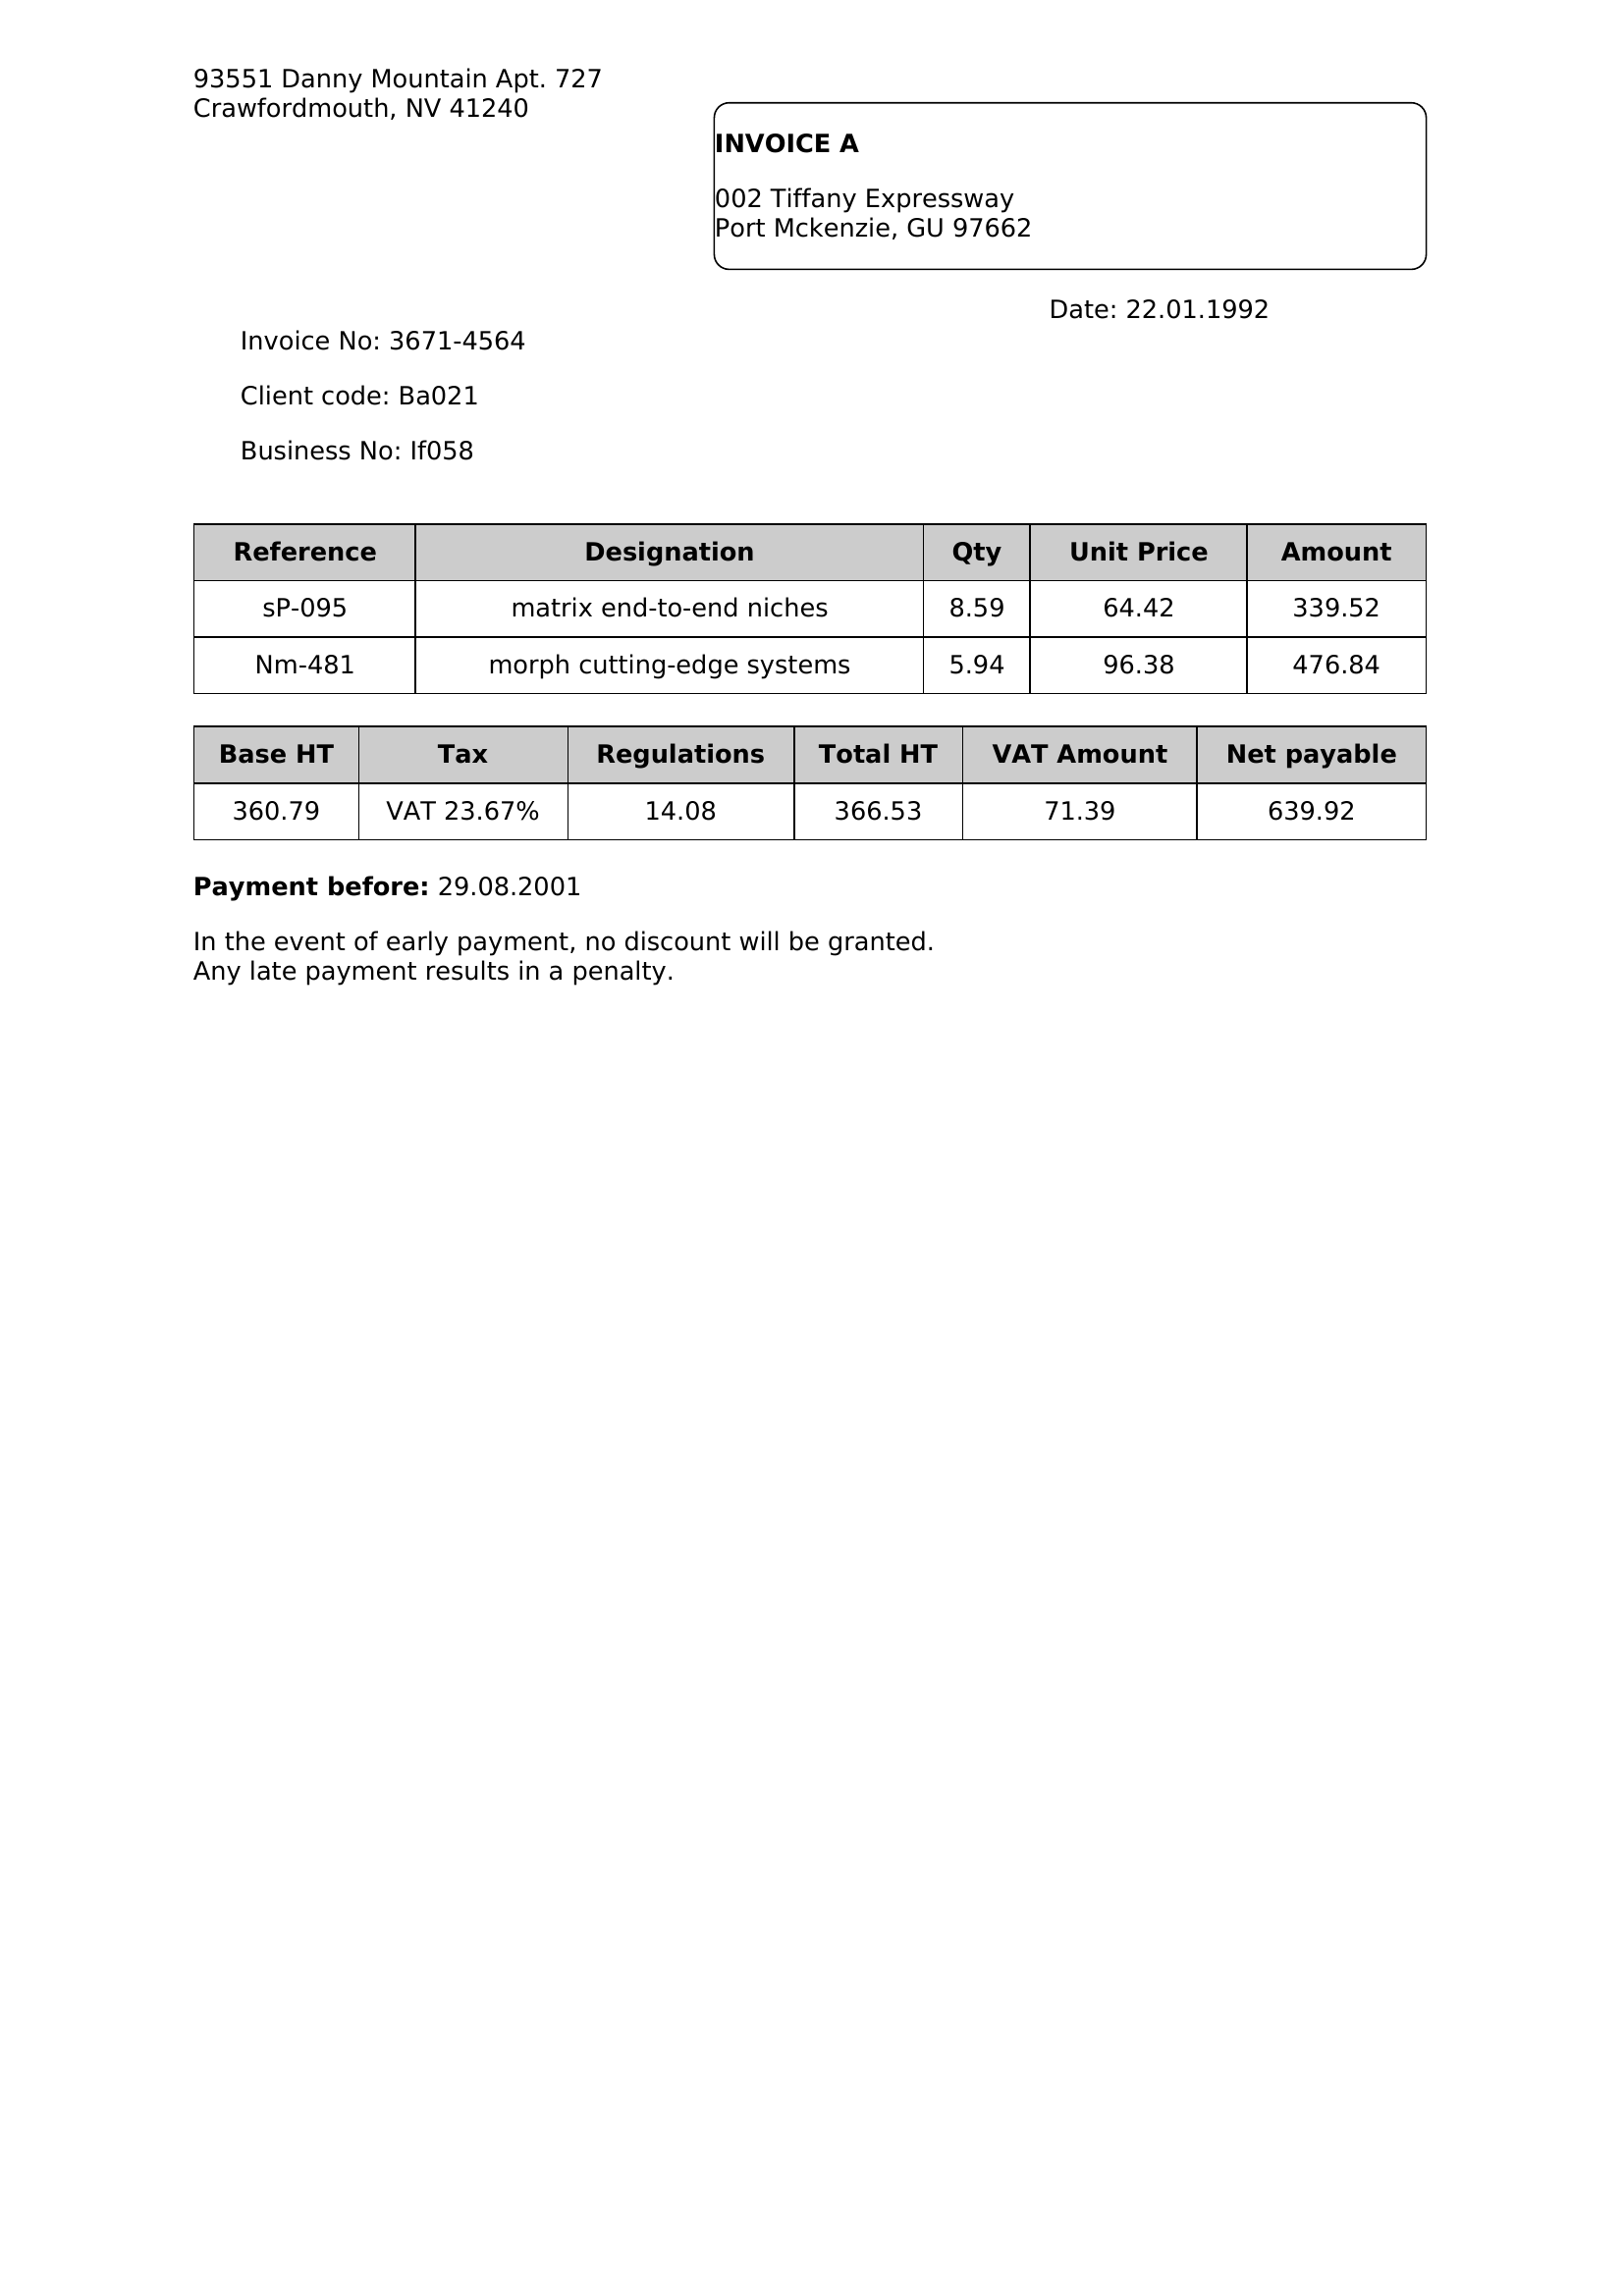 93551 Danny Mountain Apt. 727
Crawfordmouth, NV 41240
INVOICE A
002 Tiffany Expressway
Port Mckenzie, GU 97662
Date: 22.01.1992
Invoice No: 3671-4564
Client code: Ba021
Business No: If058
Reference Designation Qty Unit Price Amount
sP-095 matrix end-to-end niches 8.59 64.42 339.52
Nm-481 morph cutting-edge systems 5.94 96.38 476.84
Base HT Tax Regulations Total HT VAT Amount Net payable
360.79 VAT 23.67% 14.08 366.53 71.39 639.92
Payment before: 29.08.2001
In the event of early payment, no discount will be granted.
Any late payment results in a penalty.